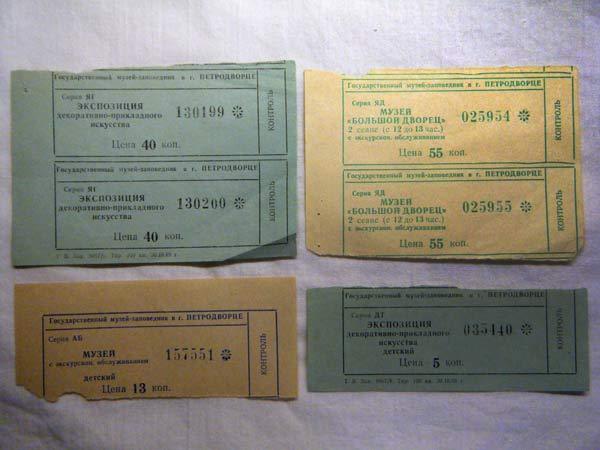 Государственный музей-заповедник в г. ПЕТРОДВОРЦЕ
Серия ЯГ
ЭКСПОЗИЦИЯ
декоративно-прикладного
искусства
130199
Цена 40 коп.
КОНТРОЛЬ
Государственный музей-заповедник в г. ПЕТРОДВОРЦЕ
Серия ЯГ
ЭКСПОЗИЦИЯ
декоративно-прикладного
искусства
130200
Цена 40 коп.
КОНТРОЛЬ
Государственный музей-заповедник в г. ПЕТРОДВОРЦЕ
Серия ЯД
МУЗЕЙ
«БОЛЬШОЙ ДВОРЕЦ»
2 сеанс (с 12 до 13 час.)
с экскурсион. обслуживанием
025954
Цена 55 коп.
КОНТРОЛЬ
Государственный музей-заповедник в г. ПЕТРОДВОРЦЕ
Серия ЯД
МУЗЕЙ
«БОЛЬШОЙ ДВОРЕЦ»
2 сеанс (с 12 до 13 час.)
с экскурсион. обслуживанием
025955
Цена 55 коп.
КОНТРОЛЬ
Государственный музей-заповедник в г. ПЕТРОДВОРЦЕ
Серия АБ
МУЗЕЙ
с экскурсион. обслуживанием
157551
детский
Цена 13 коп.
КОНТРОЛЬ
Государственный музей-заповедник в г. ПЕТРОДВОРЦЕ
Серия ДТ
ЭКСПОЗИЦИЯ
декоративно-прикладного
искусства
детский
035440
Цена 5 коп.
КОНТРОЛЬ